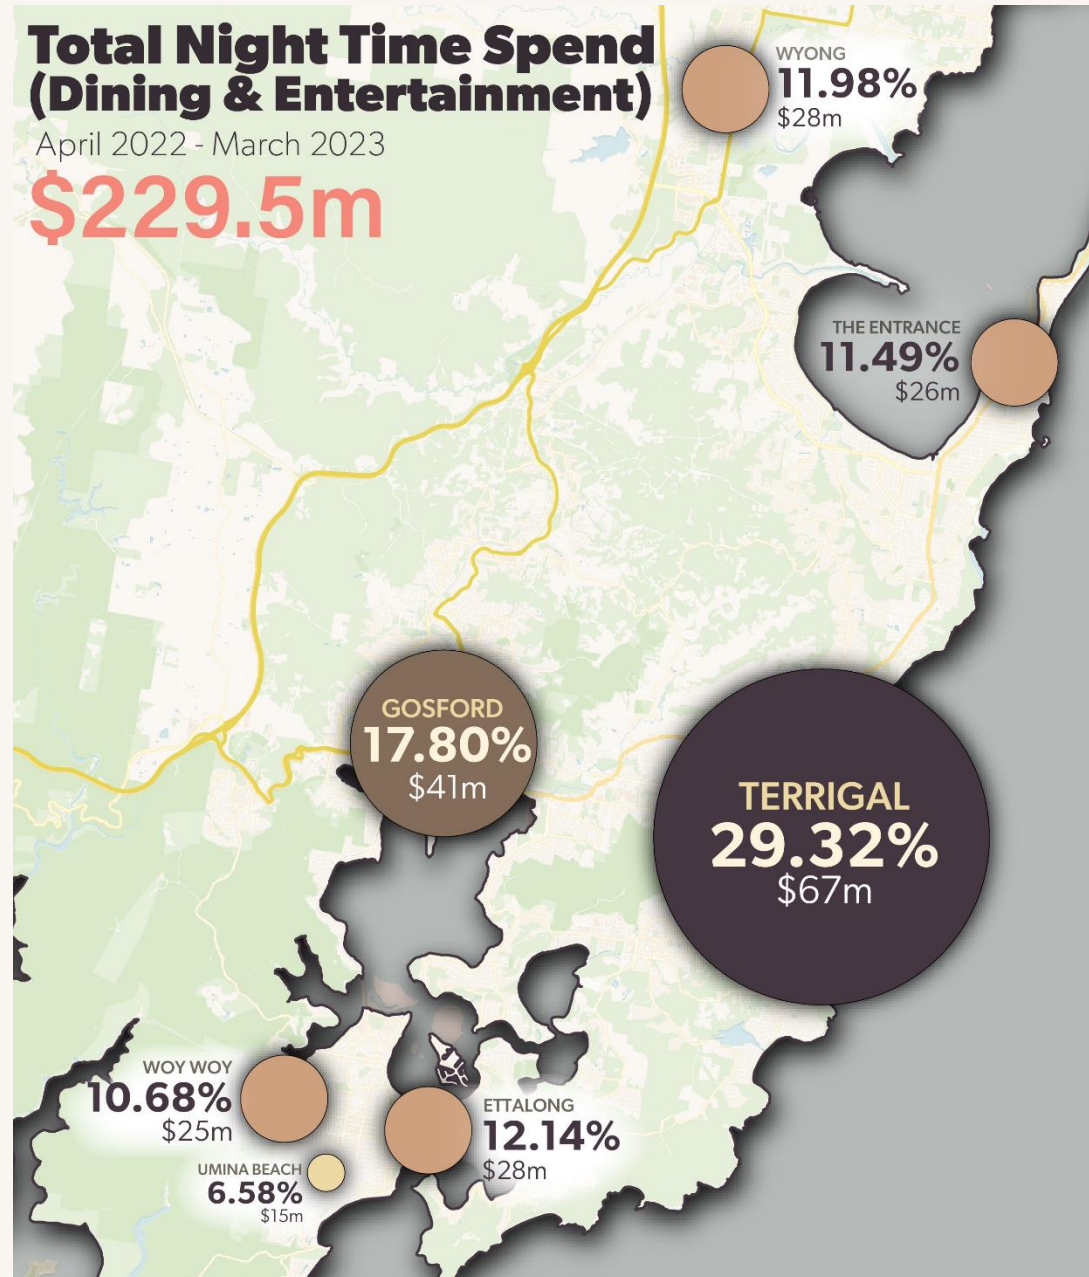 Total Night Time Spend
(Dining & Entertainment)
April 2022 - March 2023
$229.5m
WYONG
11.98%
$28m
THE ENTRANCE
11.49%
$26m
GOSFORD
17.80%
$41m
TERRIGAL
29.32%
$67m
WOY WOY
10.68%
$25m
ETTALONG
12.14%
$28m
UMINA BEACH
6.58%
$15m